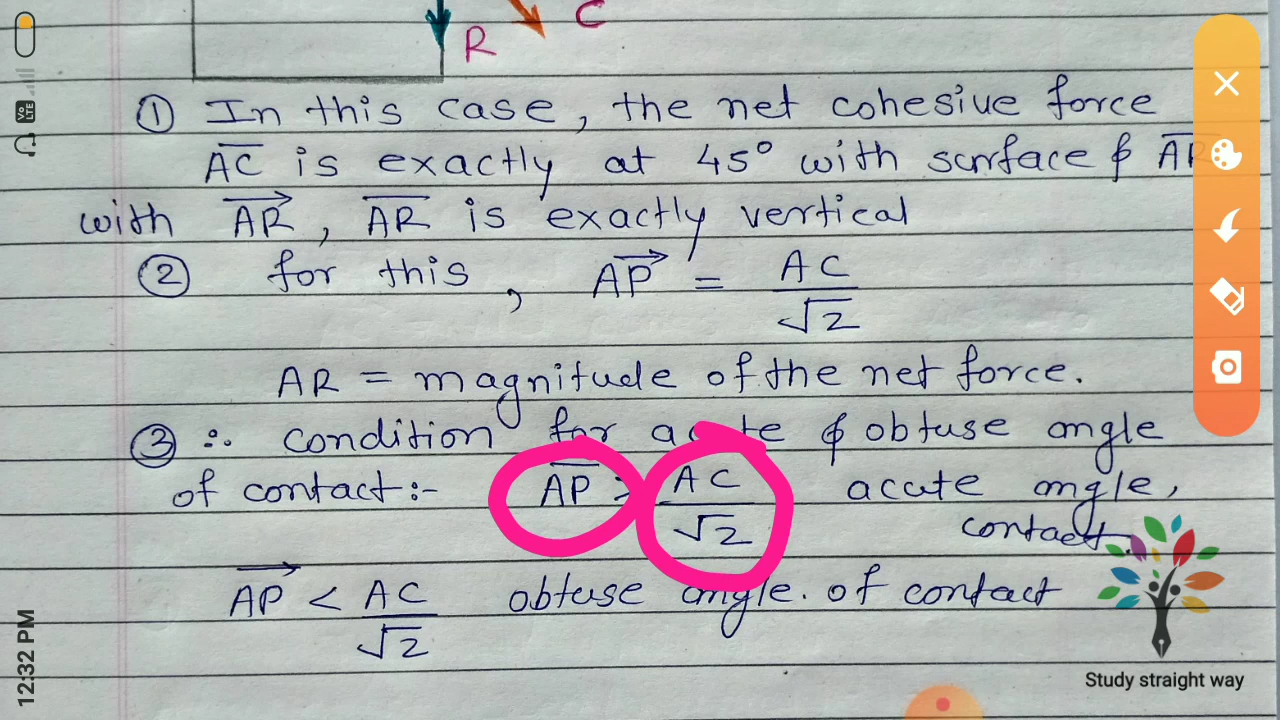 R
C
① In this case, the net cohesive force
AC is exactly at 45° with surface &
with AR, AR is exactly vertical
② for this, AP = AC/√2
AR = magnitude of the net force.
③ ∴ condition for acute & obtuse angle
of contact:- AP > AC/√2 acute angle,
contact.
AP < AC/√2 obtuse angle. of contact
Study straight way
12:32 PM
VO LTE